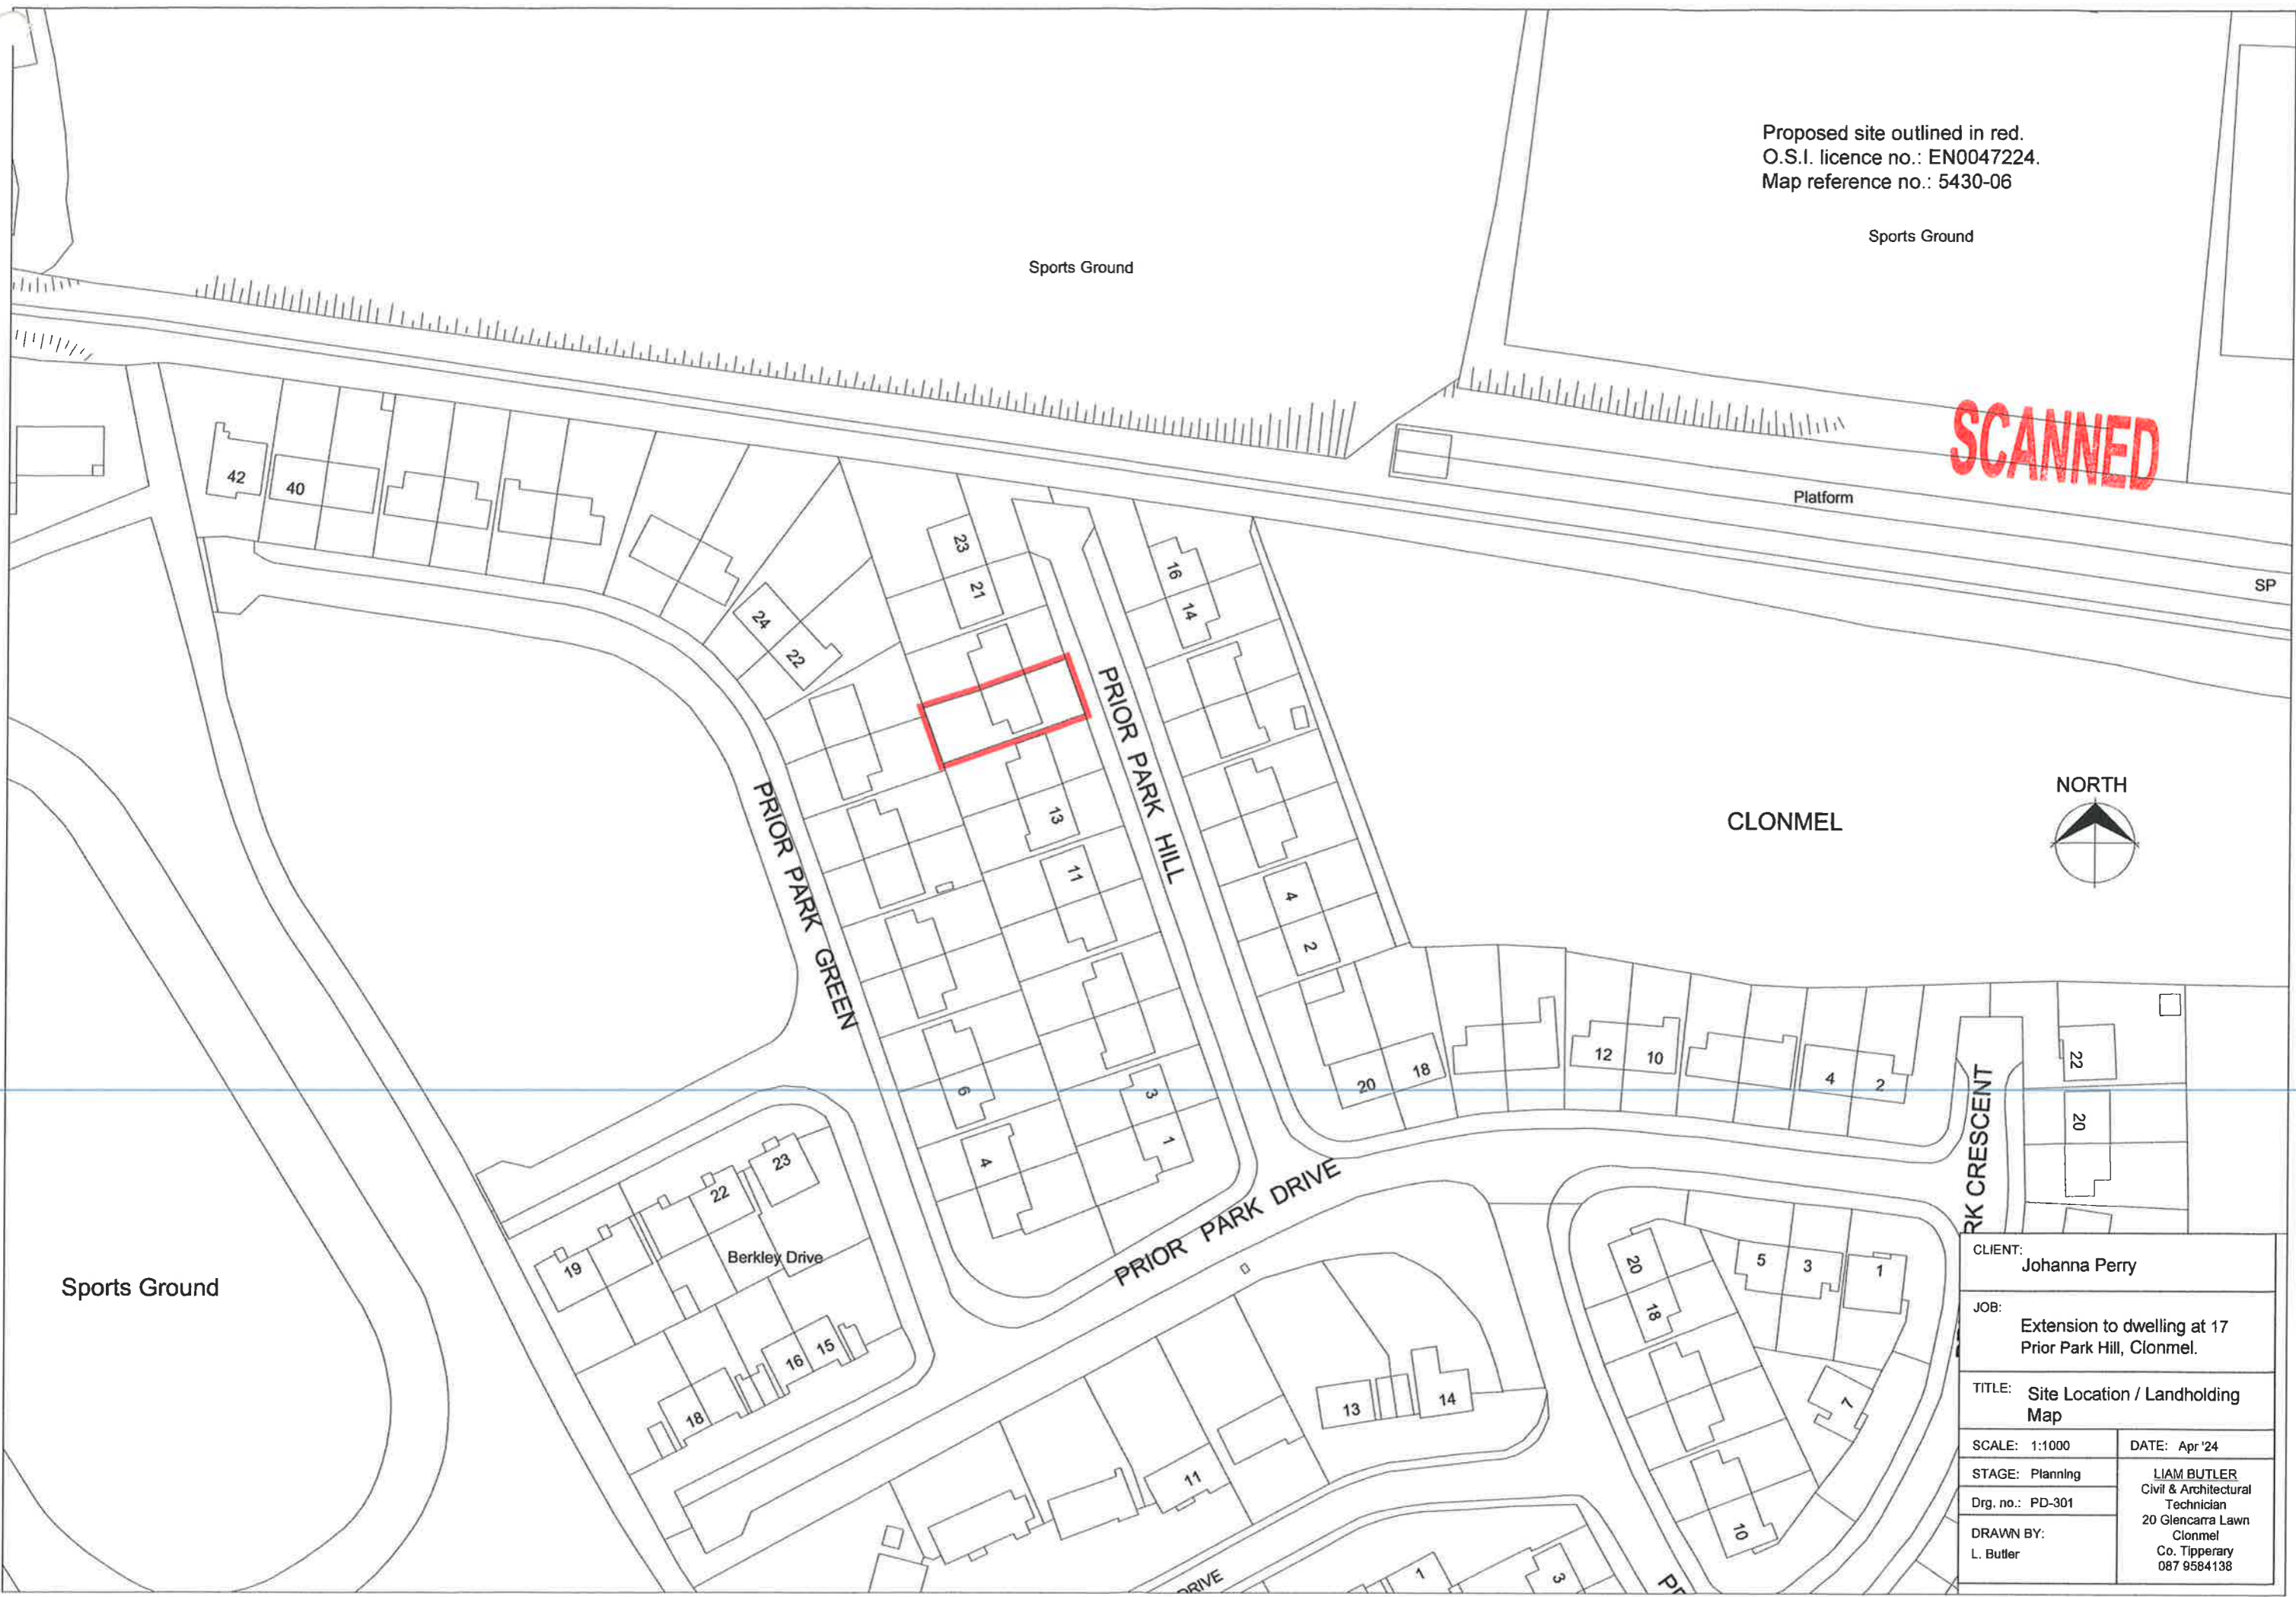 Proposed site outlined in red.
O.S.I. licence no.: EN0047224.
Map reference no.: 5430-06
Sports Ground
Sports Ground
SCANNED
Platform
SP
42
40
24
22
23
21
16
14
13
11
4
2
PRIOR PARK HILL
PRIOR PARK GREEN
CLONMEL
NORTH
6
4
3
1
20
18
12
10
4
2
22
20
RK CRESCENT
PRIOR PARK DRIVE
Sports Ground
19
22
23
Berkley Drive
18
16
15
13
14
11
20
18
10
5
3
1
7
1
3
DRIVE
CLIENT:
Johanna Perry
JOB:
Extension to dwelling at 17
Prior Park Hill, Clonmel.
TITLE: Site Location / Landholding
Map
SCALE: 1:1000
DATE: Apr '24
STAGE: Planning
Drg. no.: PD-301
DRAWN BY:
L. Butler
LIAM BUTLER
Civil & Architectural
Technician
20 Glencarra Lawn
Clonmel
Co. Tipperary
087 9584138